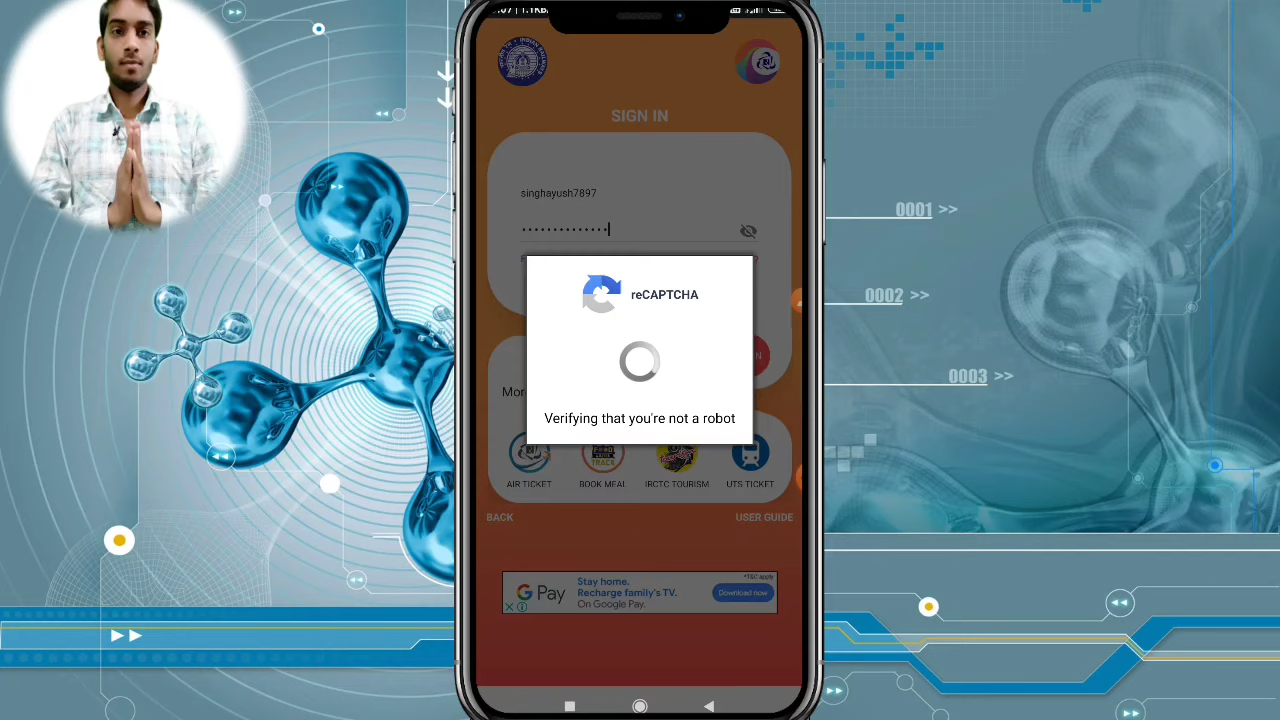 SIGN IN
singhayush7897
reCAPTCHA
Verifying that you're not a robot
AIR TICKET
BOOK MEAL
IRCTC TOURISM
UTS TICKET
BACK
USER GUIDE
G Pay
Stay home.
Recharge family's TV.
On Google Pay.
*T&C apply
Download now
0001 >>
0002 >>
0003 >>